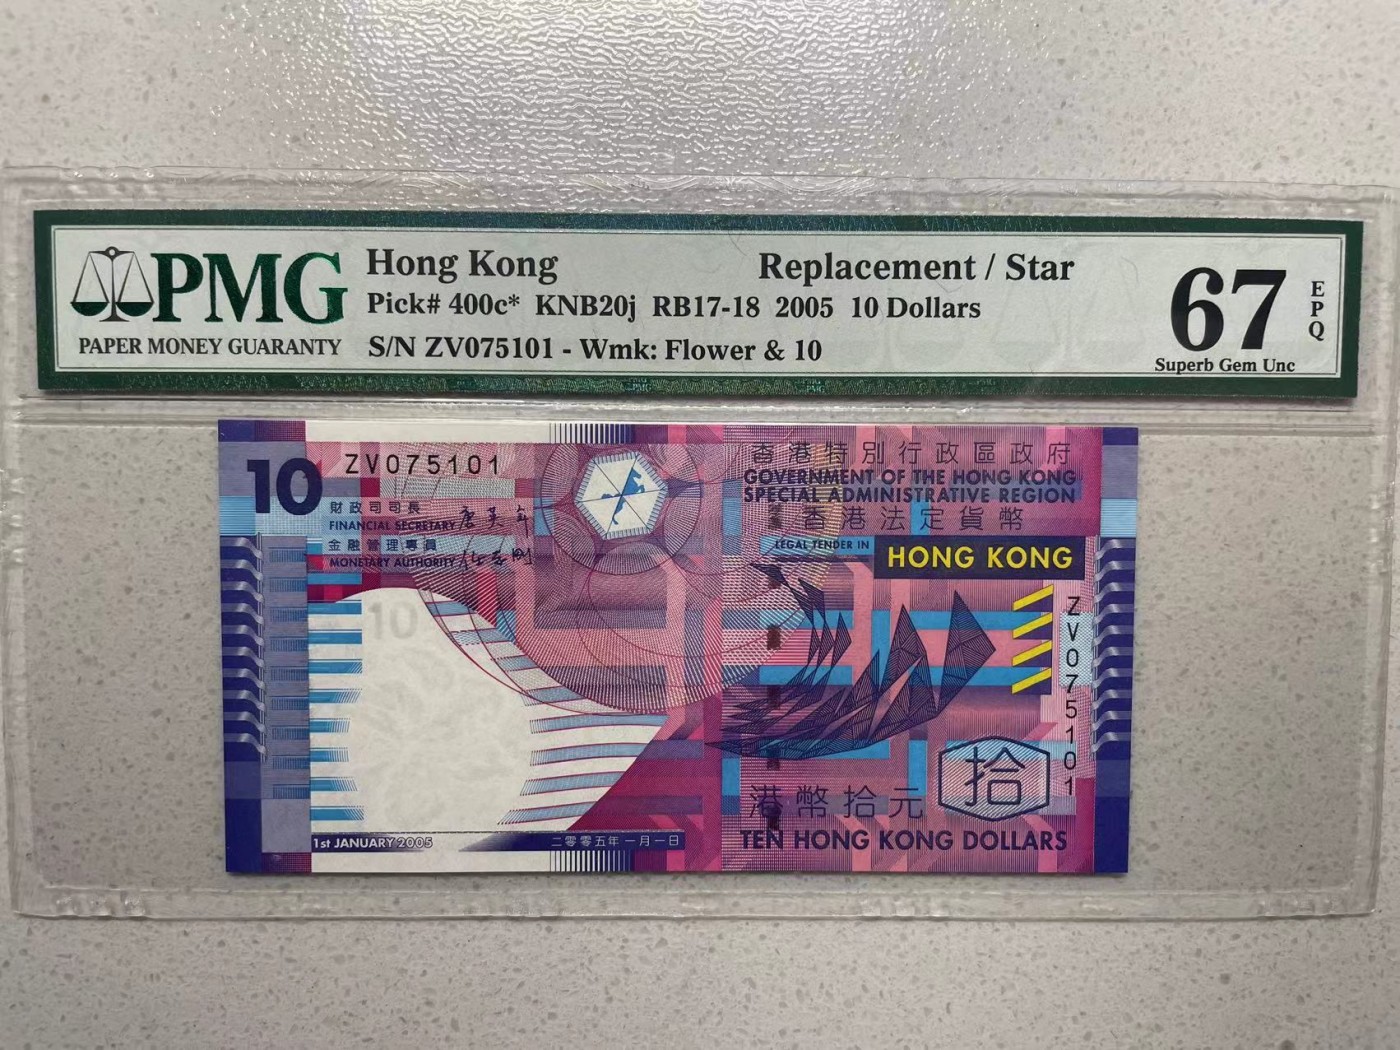 PMG
PAPER MONEY GUARANTY
Hong Kong Replacement / Star
Pick# 400c* KNB20j RB17-18 2005 10 Dollars
S/N ZV075101 - Wmk: Flower & 10
67
EPQ
Superb Gem Unc
10
ZV075101
財政司司長
FINANCIAL SECRETARY
金融管理專員
MONETARY AUTHORITY
香港特別行政區政府
GOVERNMENT OF THE HONG KONG
SPECIAL ADMINISTRATIVE REGION
香港法定貨幣
LEGAL TENDER IN HONG KONG
10
ZV075101
拾
港幣拾元
TEN HONG KONG DOLLARS
1st JANUARY 2005
二零零五年一月一日